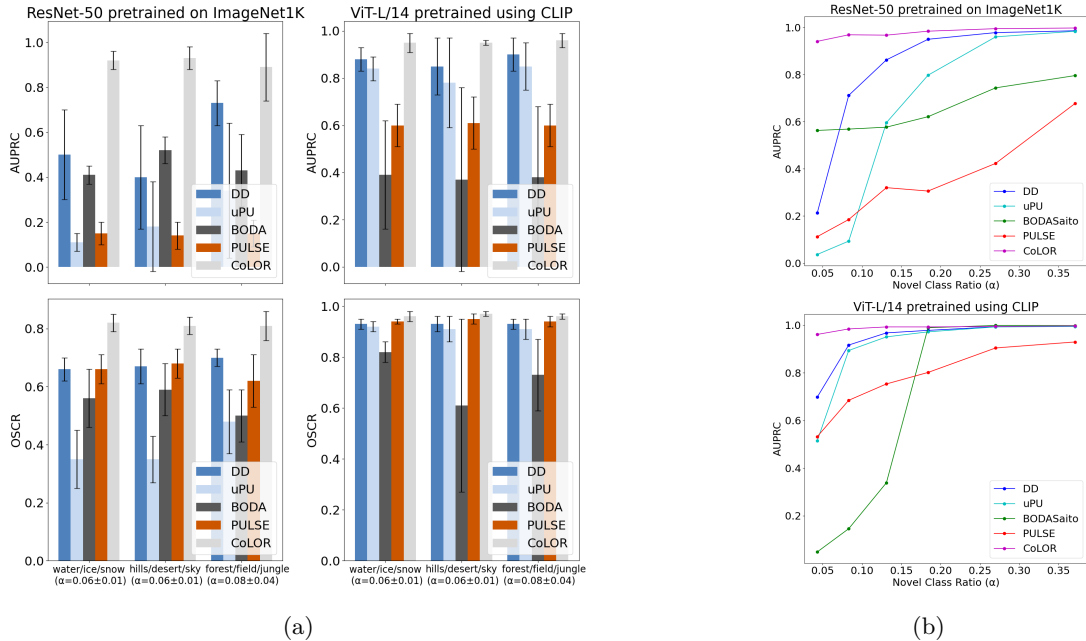 ResNet-50 pretrained on ImageNet1K
1.0
0.8
0.6
0.4
0.2
0.0
AUPRC
DD
uPU
BODA
PULSE
CoLOR
ViT-L/14 pretrained using CLIP
1.0
0.8
0.6
0.4
0.2
0.0
AUPRC
DD
uPU
BODA
PULSE
CoLOR
0.8
0.6
0.4
0.2
0.0
OSCR
DD
uPU
BODA
PULSE
CoLOR
water/ice/snow hills/desert/sky forest/field/jungle
(α=0.06±0.01) (α=0.06±0.01) (α=0.08±0.04)
1.0
0.8
0.6
0.4
0.2
0.0
OSCR
DD
uPU
BODA
PULSE
CoLOR
water/ice/snow hills/desert/sky forest/field/jungle
(α=0.06±0.01) (α=0.06±0.01) (α=0.08±0.04)
(a)
ResNet-50 pretrained on ImageNet1K
1.0
0.8
0.6
0.4
0.2
0.0
AUPRC
DD
uPU
BODASaito
PULSE
CoLOR
0.05 0.10 0.15 0.20 0.25 0.30 0.35
Novel Class Ratio (α)
ViT-L/14 pretrained using CLIP
1.0
0.8
0.6
0.4
0.2
AUPRC
DD
uPU
BODASaito
PULSE
CoLOR
0.05 0.10 0.15 0.20 0.25 0.30 0.35
Novel Class Ratio (α)
(b)